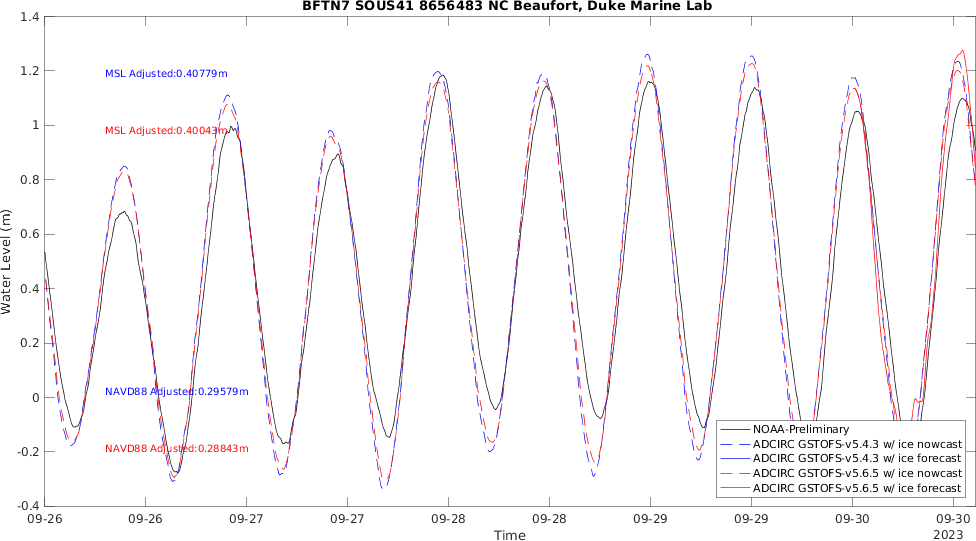 BFTN7 SOUS41 8656483 NC Beaufort, Duke Marine Lab
1.4
1.2
1
0.8
0.6
0.4
0.2
0
-0.2
-0.4
Water Level (m)
MSL Adjusted:0.40779m
MSL Adjusted:0.40043m
NAVD88 Adjusted:0.29579m
NAVD88 Adjusted:0.28843m
NOAA-Preliminary
ADCIRC GSTOFS-v5.4.3 w/ ice nowcast
ADCIRC GSTOFS-v5.4.3 w/ ice forecast
ADCIRC GSTOFS-v5.6.5 w/ ice nowcast
ADCIRC GSTOFS-v5.6.5 w/ ice forecast
09-26 09-26 09-27 09-27 09-28 09-28 09-29 09-29 09-30 09-30
Time 2023